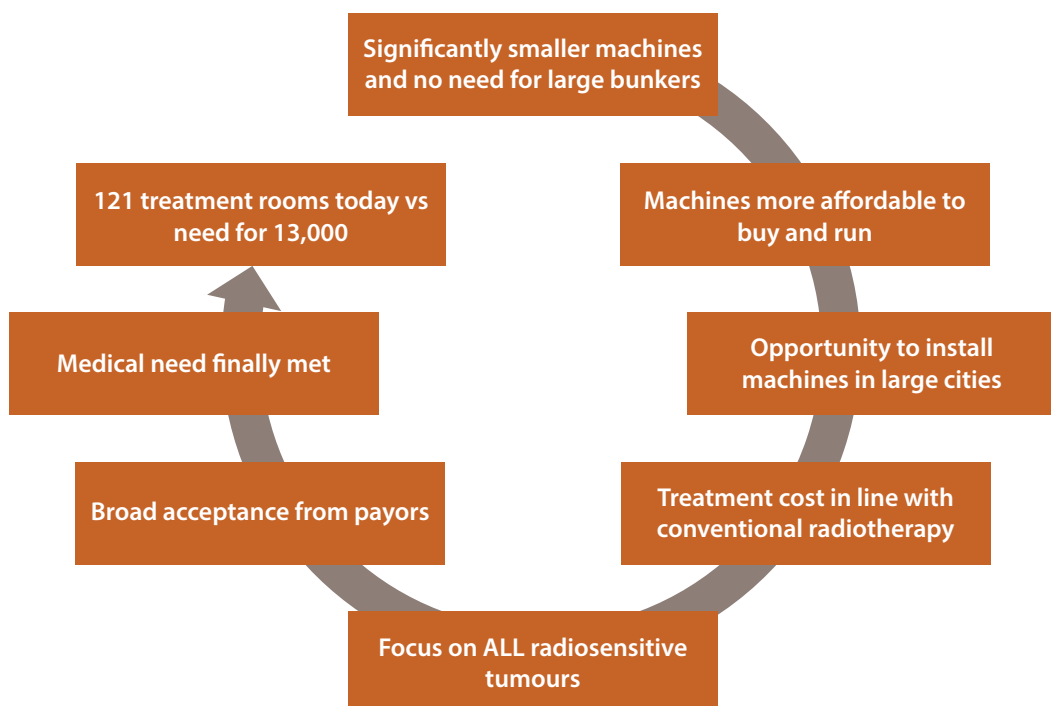 Significantly smaller machines
and no need for large bunkers
Machines more affordable to
buy and run
Opportunity to install
machines in large cities
Treatment cost in line with
conventional radiotherapy
Focus on ALL radiosensitive
tumours
Broad acceptance from payors
Medical need finally met
121 treatment rooms today vs
need for 13,000